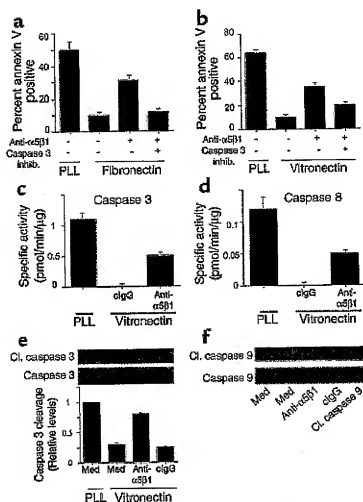 a
Percent annexin V
positive
60
40
20
0
Anti-α5β1 - - + +
Caspase 3 - - - +
inhib.
PLL Fibronectin
b
Percent annexin V
positive
60
40
20
0
Anti-α5β1 - - + +
Caspase 3 - - - +
inhib.
PLL Vitronectin
c
Caspase 3
Specific activity
(pmol/min/µg)
1.0
0.5
0
cIgG Anti-
α5β1
PLL Vitronectin
d
Caspase 8
Specific activity
(pmol/min/µg)
0.1
0.05
0
cIgG Anti-
α5β1
PLL Vitronectin
e
Cl. caspase 3
Caspase 3
Caspase 3 cleavage
(Relative levels)
1.0
0.5
0
Med Med Anti- cIgG
α5β1
PLL Vitronectin
f
Cl. caspase 9
Caspase 9
Med
Med
Anti-α5β1
cIgG
Cl. caspase 9